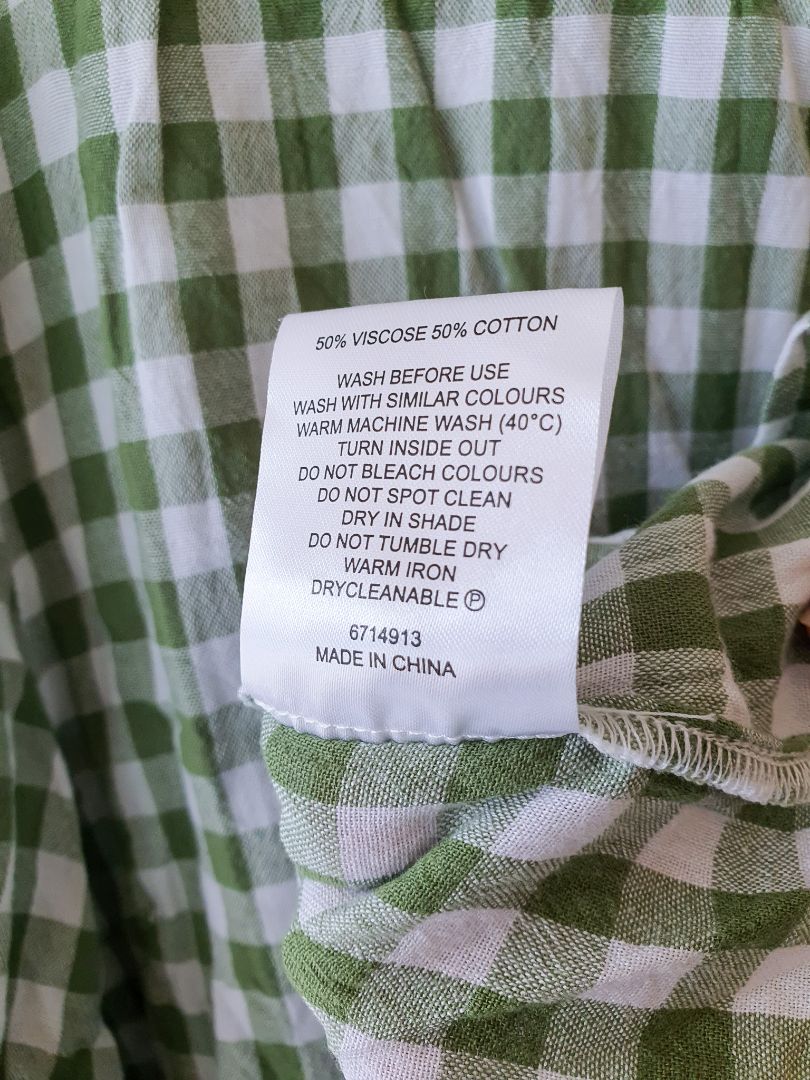 50% VISCOSE 50% COTTON
WASH BEFORE USE
WASH WITH SIMILAR COLOURS
WARM MACHINE WASH (40°C)
TURN INSIDE OUT
DO NOT BLEACH COLOURS
DO NOT SPOT CLEAN
DRY IN SHADE
DO NOT TUMBLE DRY
WARM IRON
DRYCLEANABLE Ⓟ
6714913
MADE IN CHINA